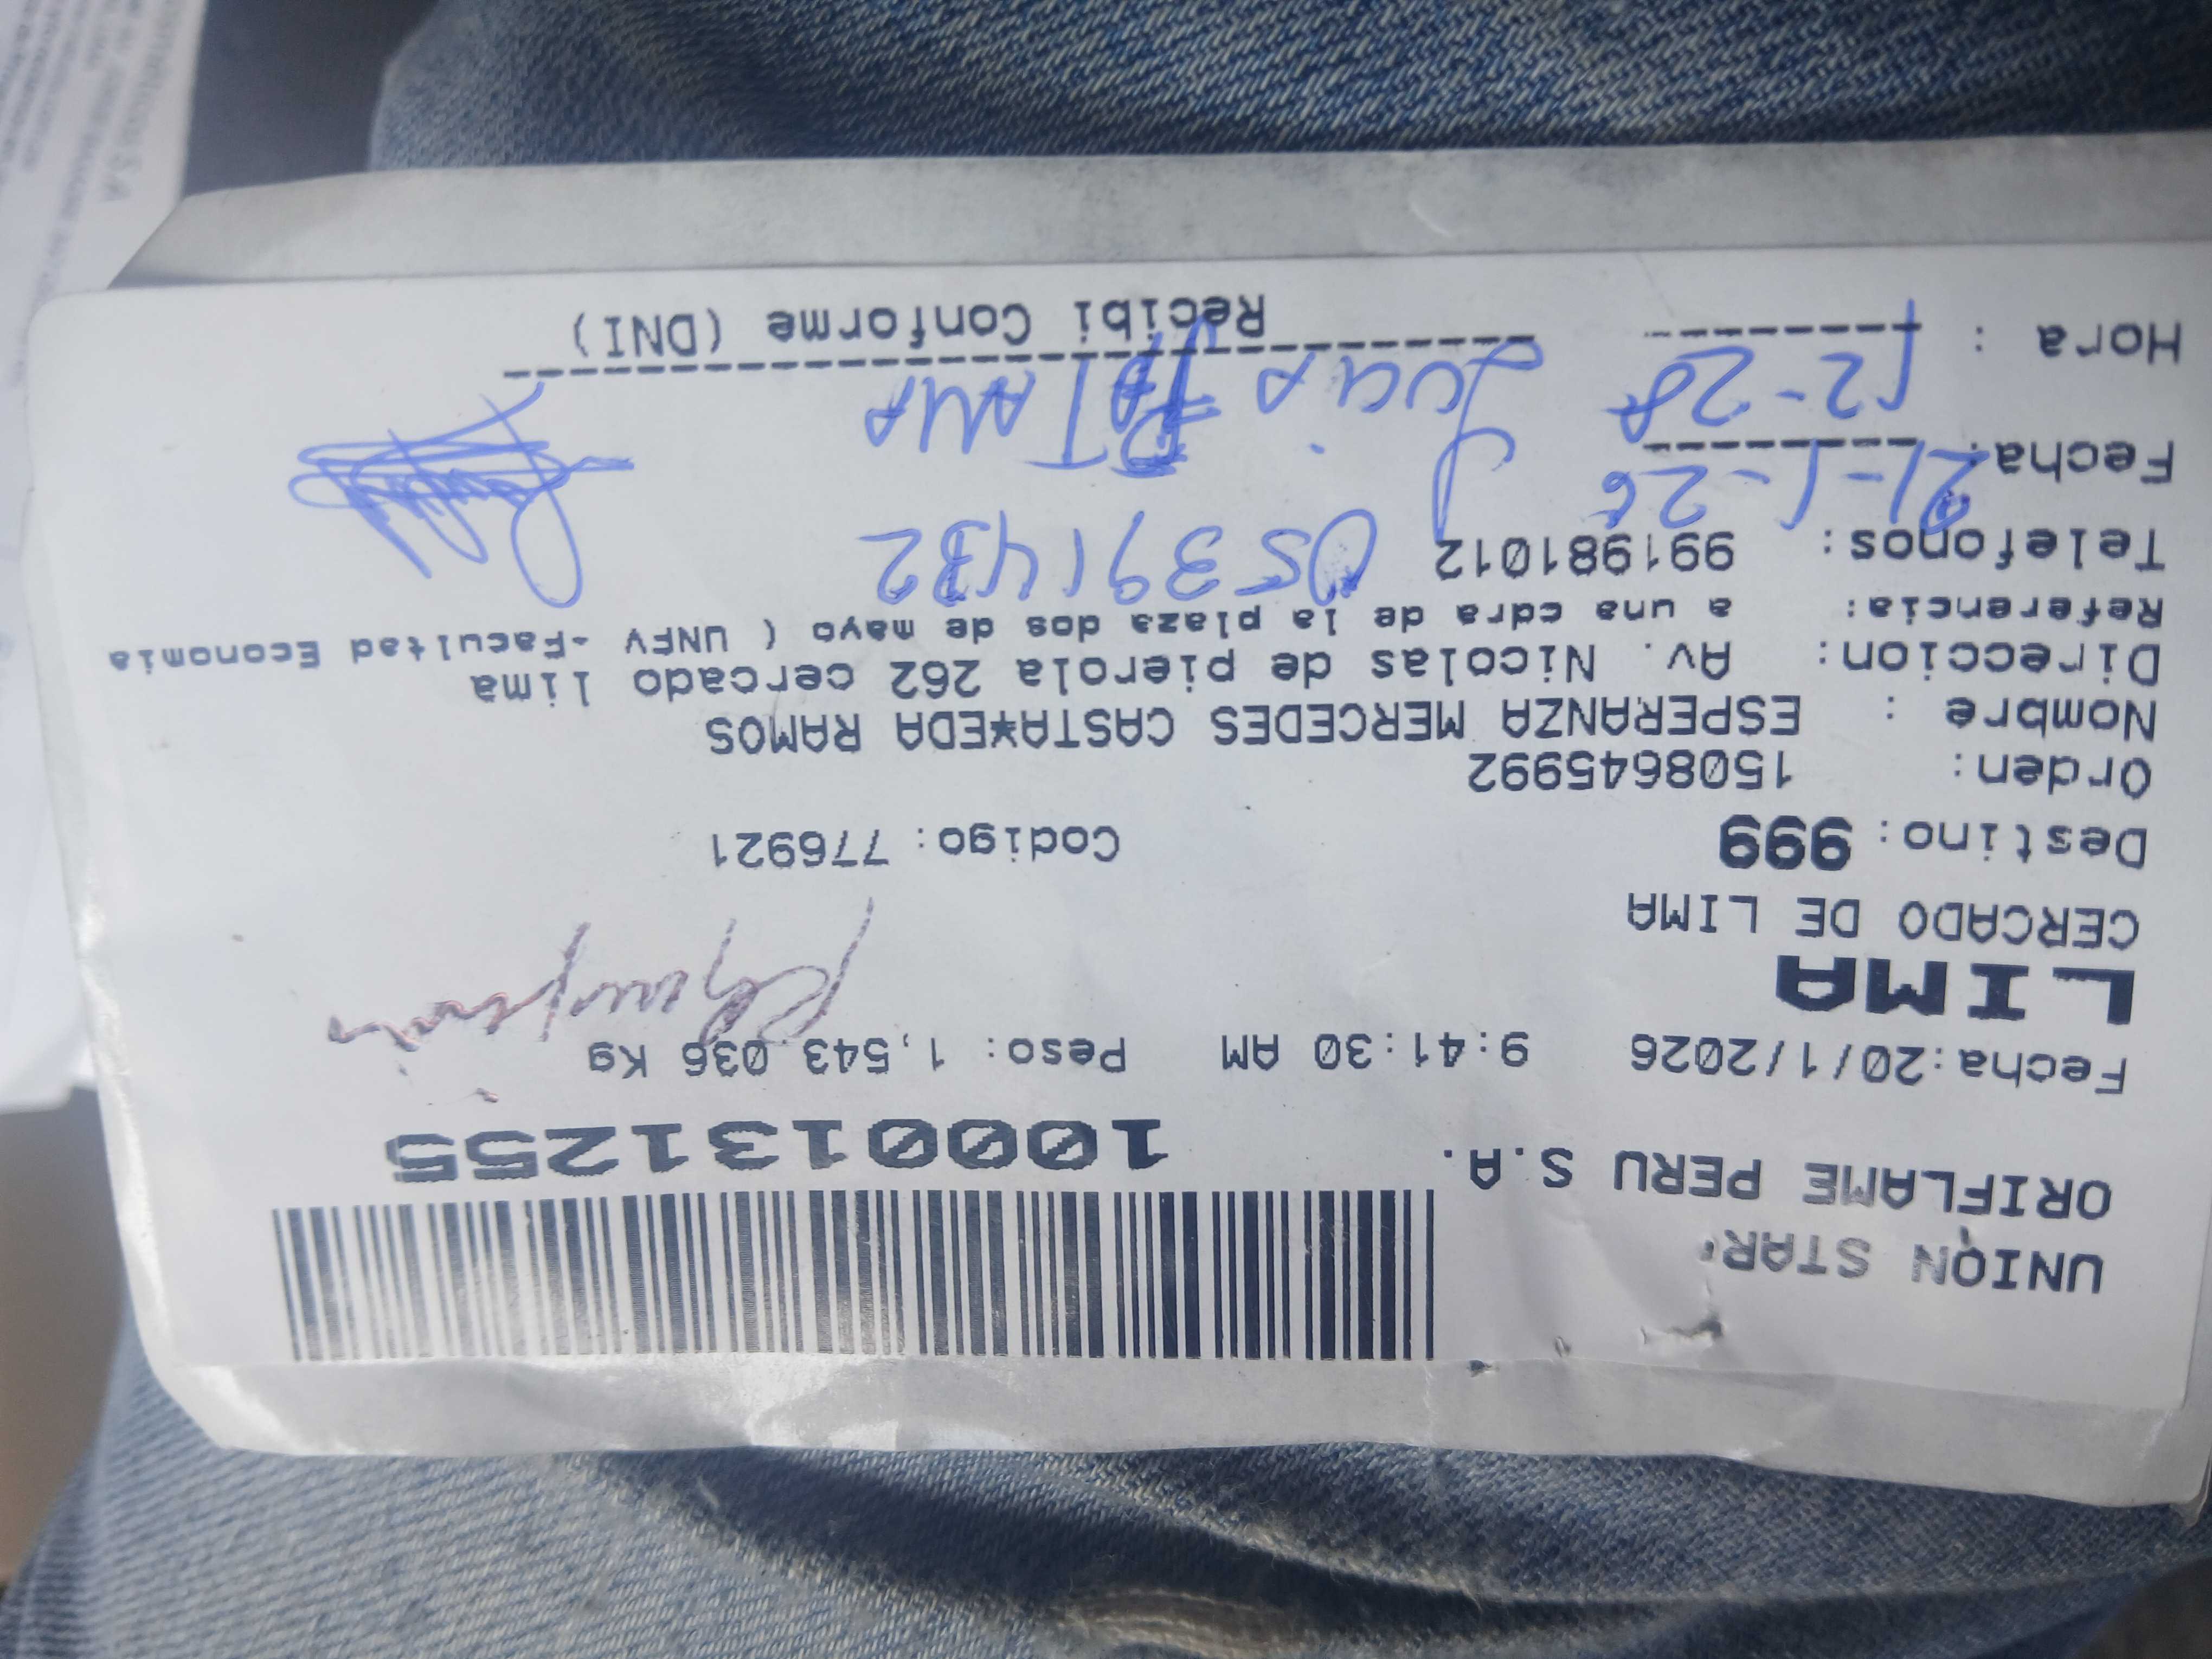 UNION STAR
ORIFLAME PERU S.A.
1000131255
Fecha:20/1/2026 9:41:30 AM Peso: 1,543.036 Kg
LIMA
CERCADO DE LIMA
Destino: 999 Codigo: 776921
Orden: 1508645992
Nombre : ESPERANZA MERCEDES CASTA¥EDA RAMOS
Direccion: Av. Nicolas de pierola 262 cercado lima
Referencia: a una cdra de la plaza dos de mayo ( UNFV -Facultad Economia
Telefonos: 991981012 05391432
Fecha: 21-1-26
Hora : 12-28 Lucia
Recibi Conforme (DNI)